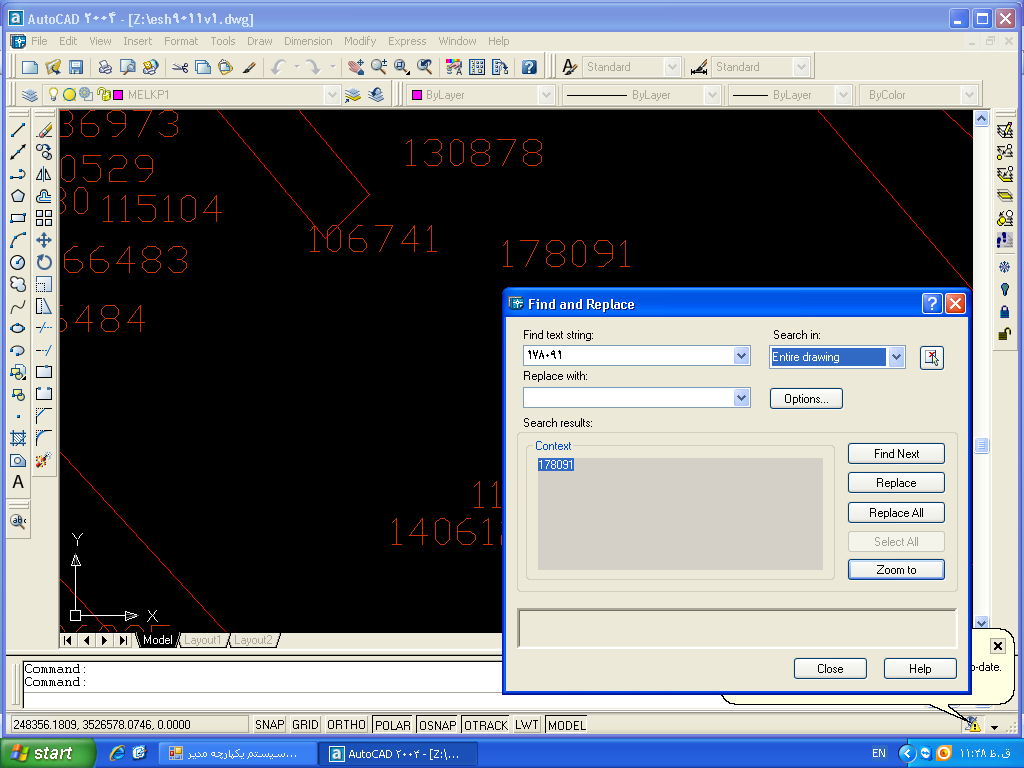 AutoCAD ۲۰۰۴ - [Z:\esh۹۰۱۱v۱.dwg]
File Edit View Insert Format Tools Draw Dimension Modify Express Window Help
Standard Standard
MELKP1 ByLayer ByLayer ByLayer ByColor
36973
130878
0529
30 115104
106741
178091
66483
6484
Find and Replace
Find text string:
Search in:
۱۷۸۰۹۱
Entire drawing
Replace with:
Options...
Search results:
Context
178091
Find Next
Replace
Replace All
Select All
Zoom to
11
14061
Y
X
Model Layout1 Layout2
Close Help
-date.
Command:
Command:
248356.1809, 3526578.0746, 0.0000 SNAP GRID ORTHO POLAR OSNAP OTRACK LWT MODEL
start
سیستم یکپارچه مدیر...
AutoCAD ۲۰۰۴ - [Z:\...
EN
۱۱:۳۸ ق.ظ